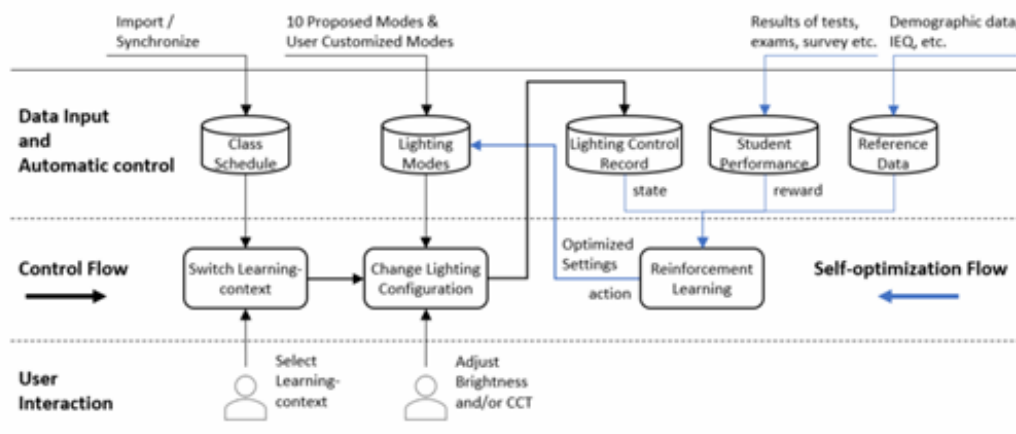 Import /
Synchronize
10 Proposed Modes &
User Customized Modes
Results of tests,
exams, survey etc.
Demographic data,
IEQ, etc.
Data Input
and
Automatic control
Class
Schedule
Lighting
Modes
Lighting Control
Record
Student
Performance
Reference
Data
state
reward
Control Flow
Switch Learning-
context
Change Lighting
Configuration
Optimized
Settings
action
Reinforcement
Learning
Self-optimization Flow
User
Interaction
Select
Learning-
context
Adjust
Brightness
and/or CCT